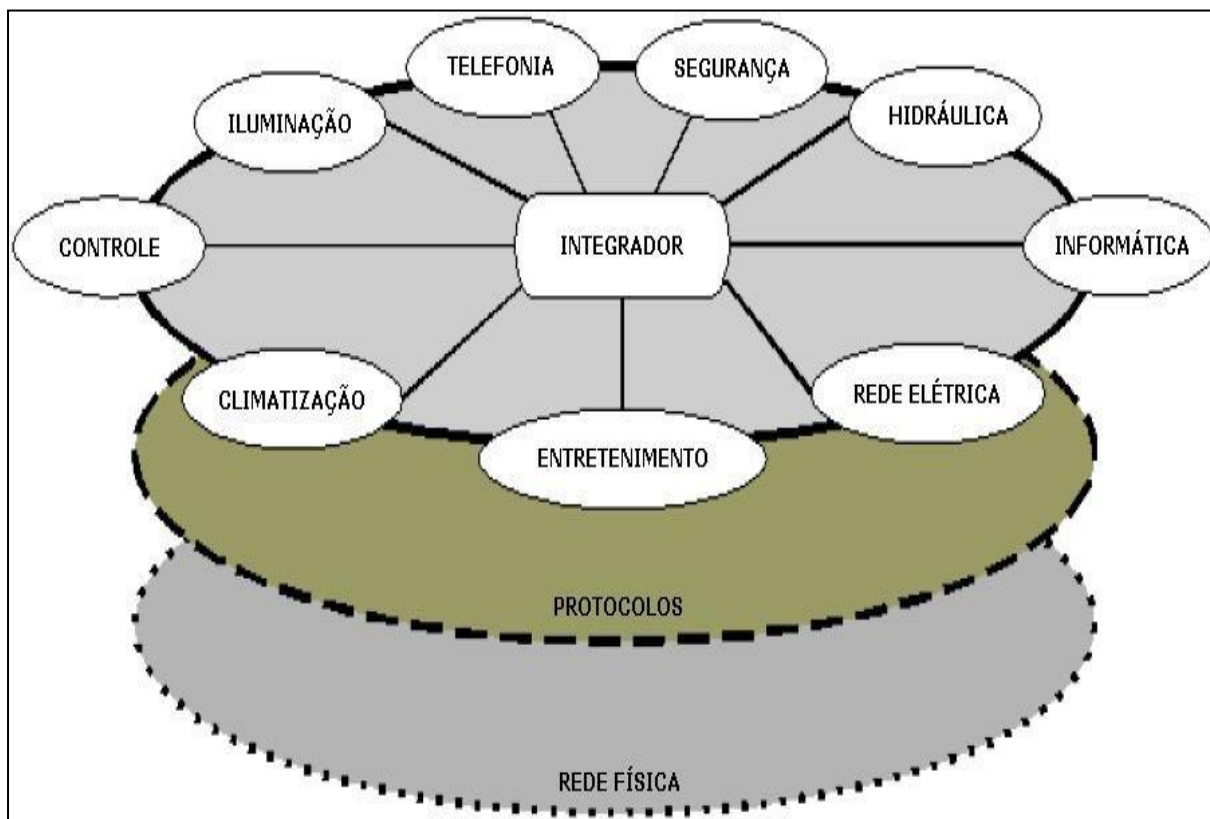 TELEFONIA
SEGURANÇA
ILUMINAÇÃO
HIDRÁULICA
CONTROLE
INTEGRADOR
INFORMÁTICA
CLIMATIZAÇÃO
REDE ELÉTRICA
ENTRETENIMENTO
PROTOCOLOS
REDE FÍSICA